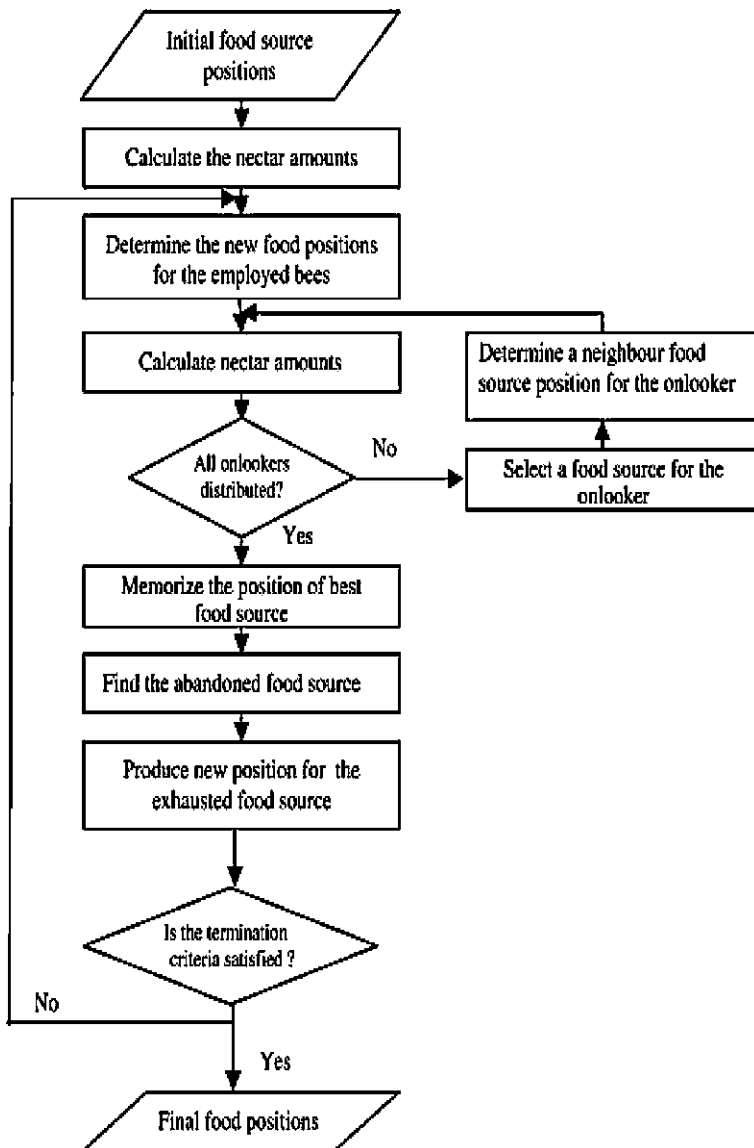 Initial food source
positions
Calculate the nectar amounts
Determine the new food positions
for the employed bees
Calculate nectar amounts
Determine a neighbour food
source position for the onlooker
All onlookers
distributed?
No
Select a food source for the
onlooker
Yes
Memorize the position of best
food source
Find the abandoned food source
Produce new position for the
exhausted food source
Is the termination
criteria satisfied ?
No
Yes
Final food positions